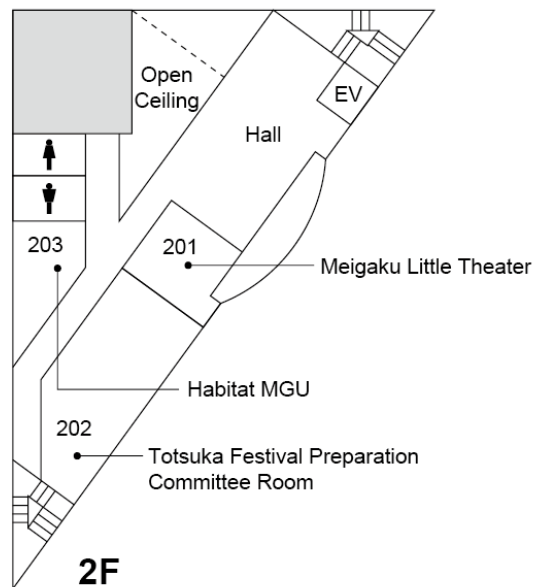 Open
Ceiling
EV
Hall
203
201
Meigaku Little Theater
Habitat MGU
202
Totsuka Festival Preparation
Committee Room
2F